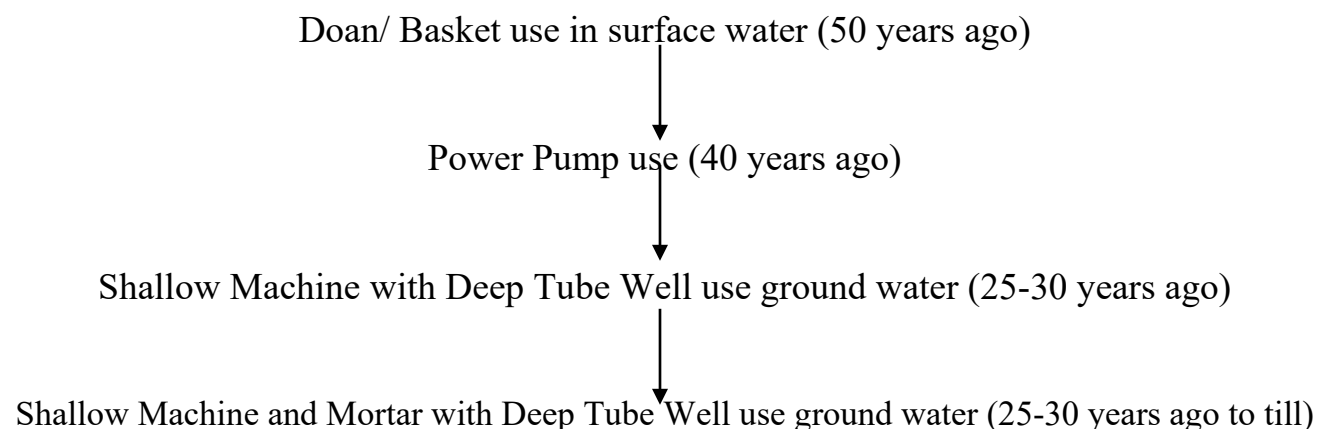 Doan/ Basket use in surface water (50 years ago)
Power Pump use (40 years ago)
Shallow Machine with Deep Tube Well use ground water (25-30 years ago)
Shallow Machine and Mortar with Deep Tube Well use ground water (25-30 years ago to till)